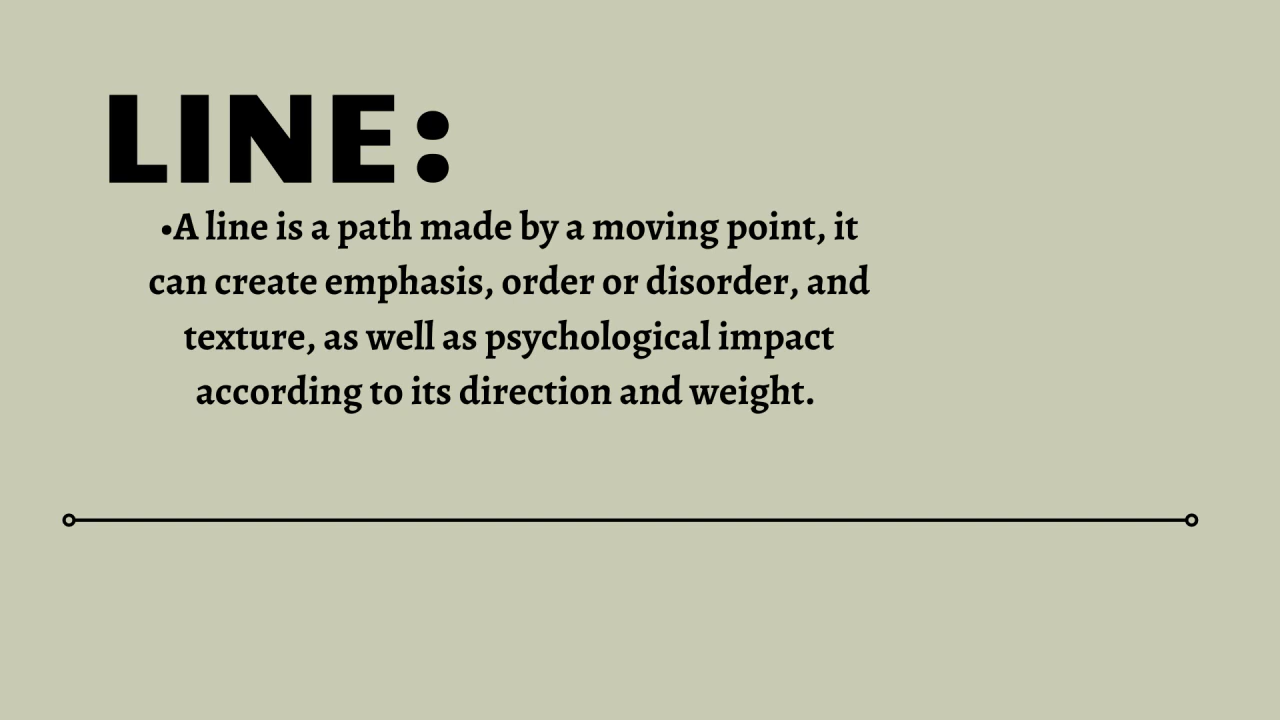 LINE:
•A line is a path made by a moving point, it
can create emphasis, order or disorder, and
texture, as well as psychological impact
according to its direction and weight.